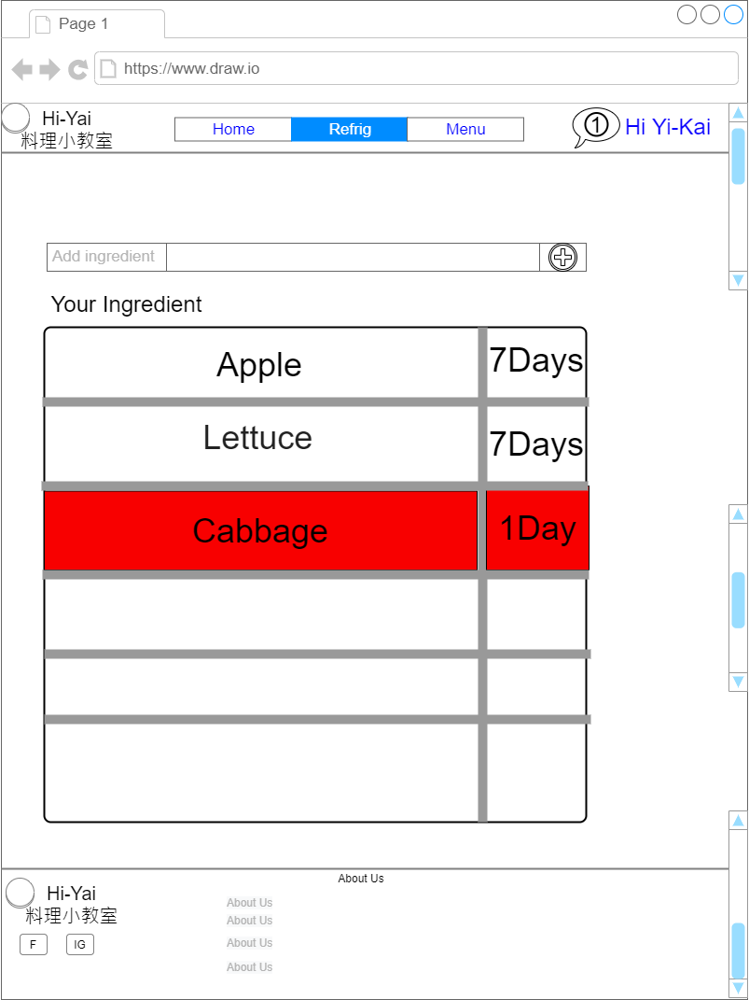 Page 1
https://www.draw.io
Hi-Yai
料理小教室
Home
Refrig
Menu
1
Hi Yi-Kai
Add ingredient
Your Ingredient
Apple
7Days
Lettuce
7Days
Cabbage
1Day
About Us
Hi-Yai
料理小教室
F
IG
About Us
About Us
About Us
About Us